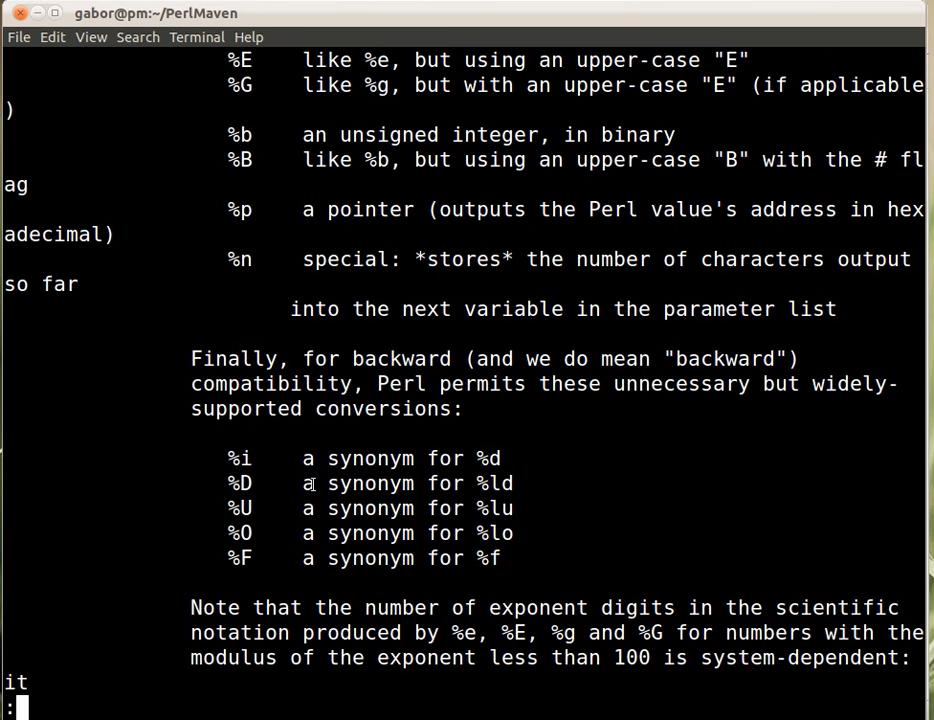 gabor@pm:~/PerlMaven
File Edit View Search Terminal Help
%E    like %e, but using an upper-case "E"
%G    like %g, but with an upper-case "E" (if applicable
)
%b    an unsigned integer, in binary
%B    like %b, but using an upper-case "B" with the # fl
ag
%p    a pointer (outputs the Perl value's address in hex
adecimal)
%n    special: *stores* the number of characters output
so far
into the next variable in the parameter list
Finally, for backward (and we do mean "backward")
compatibility, Perl permits these unnecessary but widely-
supported conversions:
%i    a synonym for %d
%D    a synonym for %ld
%U    a synonym for %lu
%O    a synonym for %lo
%F    a synonym for %f
Note that the number of exponent digits in the scientific
notation produced by %e, %E, %g and %G for numbers with the
modulus of the exponent less than 100 is system-dependent:
it
: